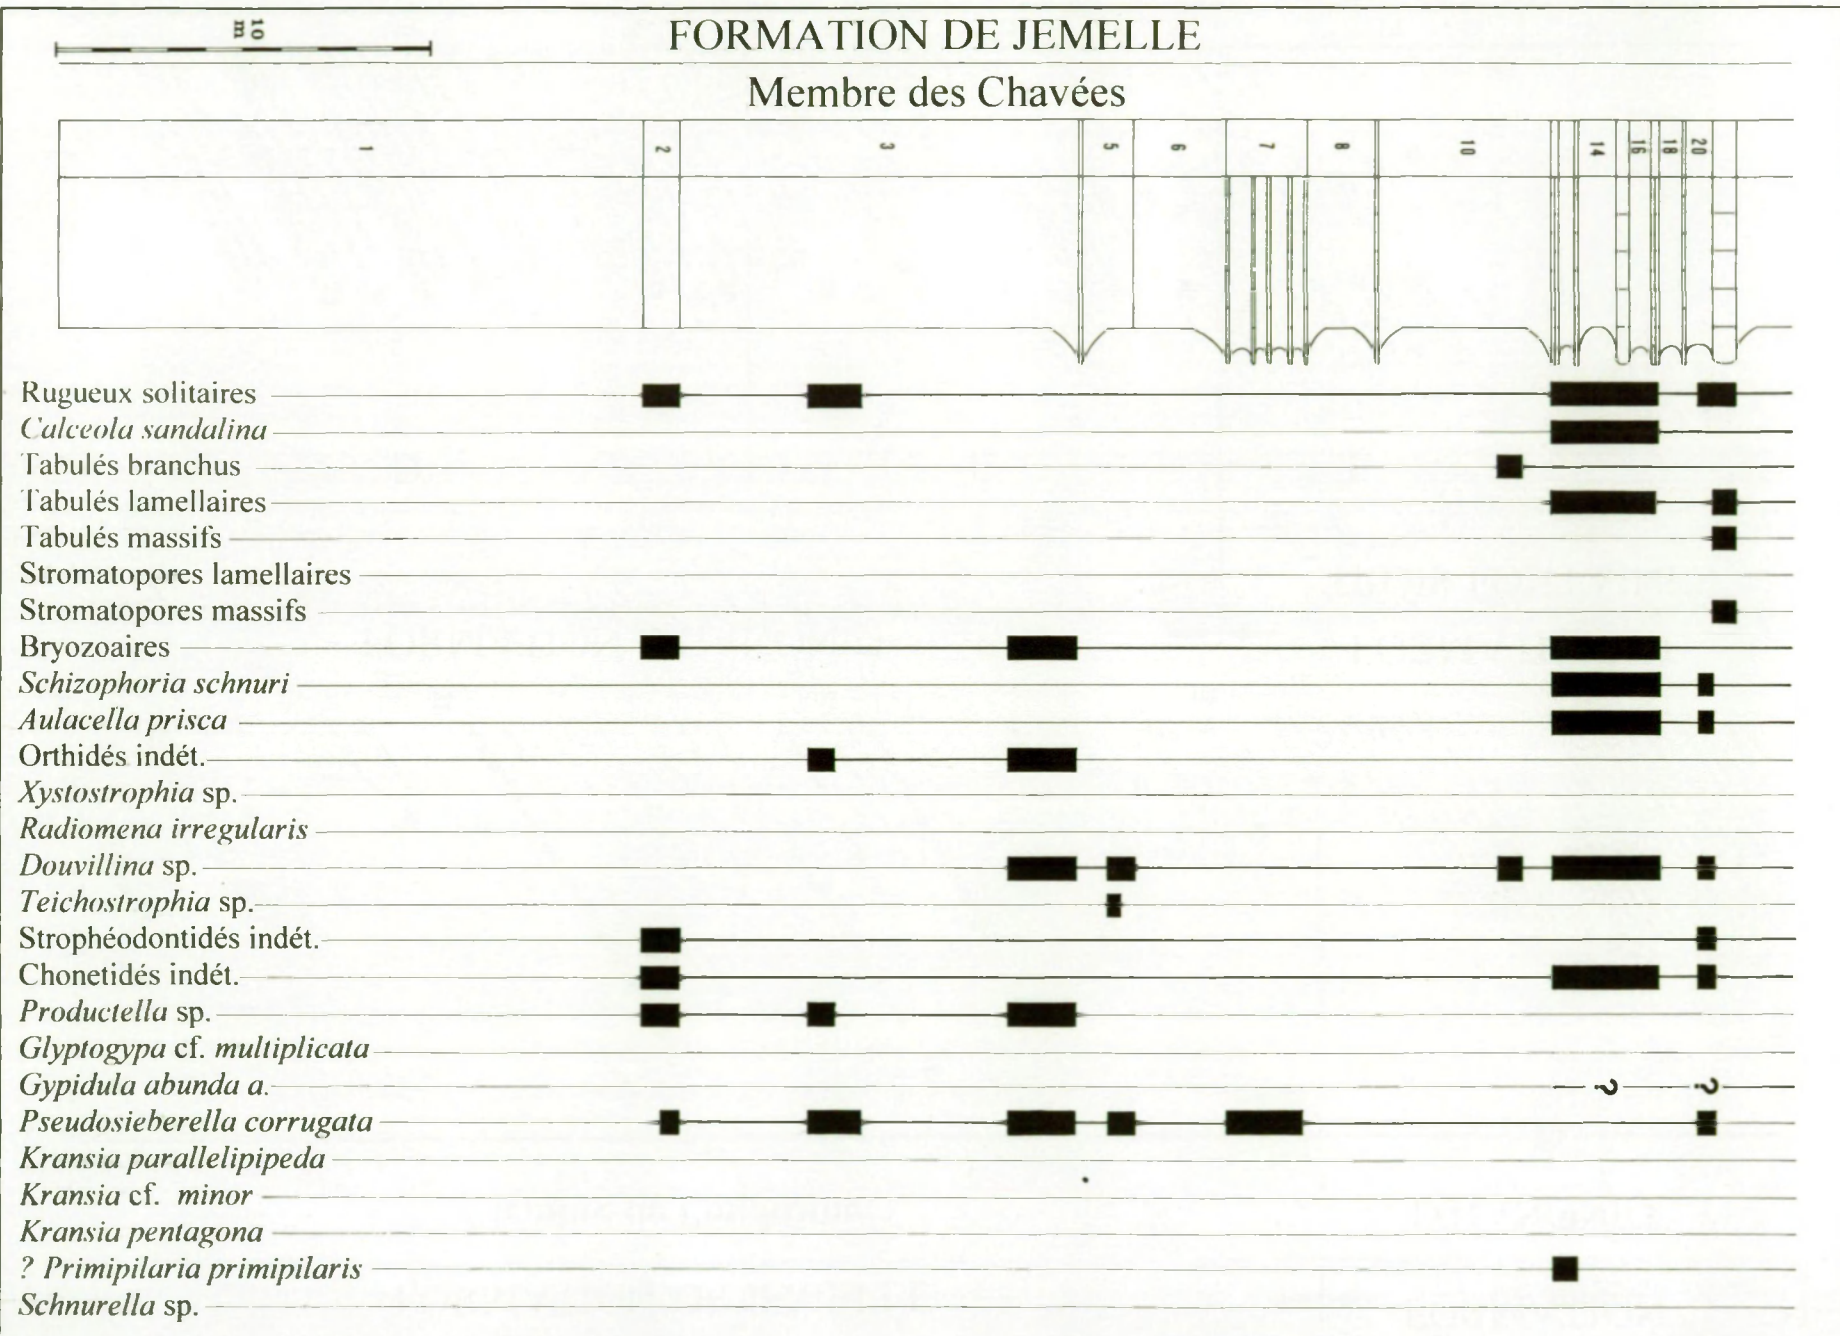 10
m
FORMATION DE JEMELLE
Membre des Chavées
1 2 3 5 6 7 8 10 14 16 18 20
Rugueux solitaires
Calceola sandalina
Tabulés branchus
Tabulés lamellaires
Tabulés massifs
Stromatopores lamellaires
Stromatopores massifs
Bryozoaires
Schizophoria schnuri
Aulacella prisca
Orthidés indét.
Xystostrophia sp.
Radiomena irregularis
Douvillina sp.
Teichostrophia sp.
Strophéodontidés indét.
Chonetidés indét.
Productella sp.
Glyptogypa cf. multiplicata
Gypidula abunda a. ? ?
Pseudosieberella corrugata
Kransia parallelipipeda
Kransia cf. minor
Kransia pentagona
? Primipilaria primipilaris
Schnurella sp.